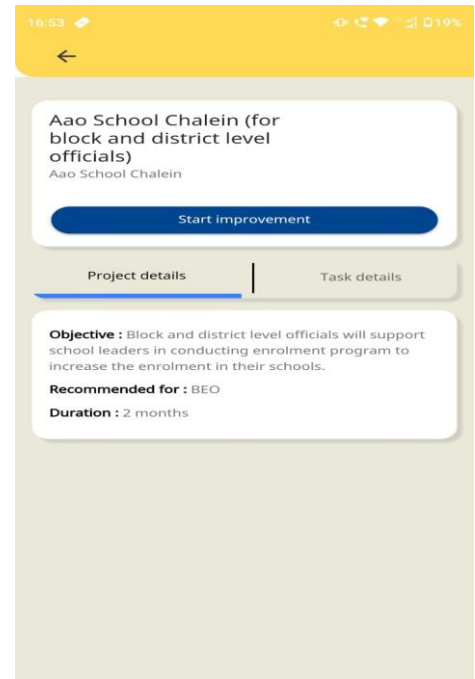 16:53
19%
Aao School Chalein (for
block and district level
officials)
Aao School Chalein
Start improvement
Project details
Task details
Objective : Block and district level officials will support
school leaders in conducting enrolment program to
increase the enrolment in their schools.
Recommended for : BEO
Duration : 2 months